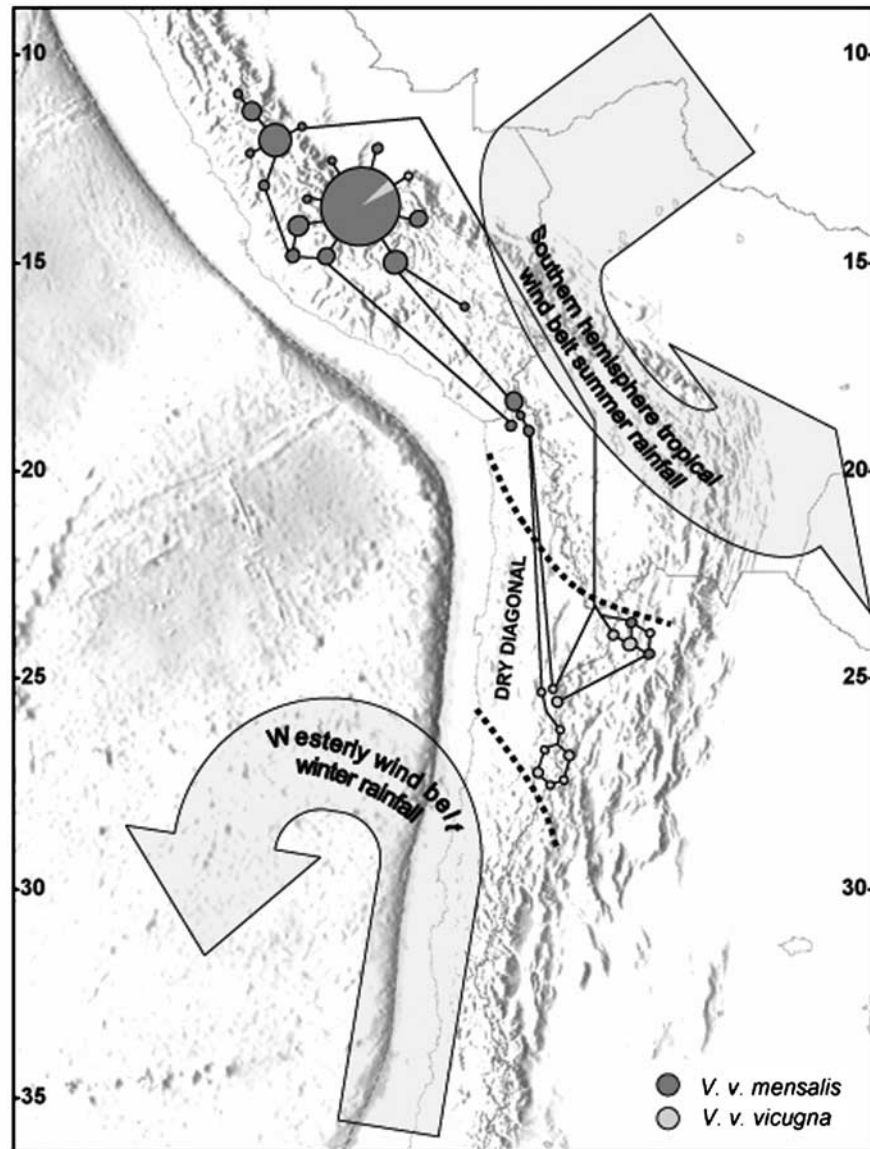 -10
10
-15
15
Southern hemisphere tropical
wind belt summer rainfall
-20
20
DRY DIAGONAL
-25
25
Westerly wind belt
winter rainfall
-30
30
-35
V. v. mensalis
V. v. vicugna